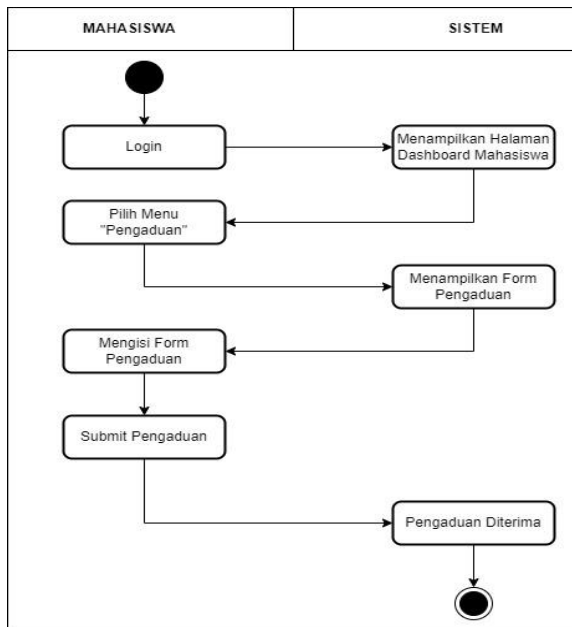 MAHASISWA
SISTEM
Login
Menampilkan Halaman
Dashboard Mahasiswa
Pilih Menu
"Pengaduan"
Menampilkan Form
Pengaduan
Mengisi Form
Pengaduan
Submit Pengaduan
Pengaduan Diterima